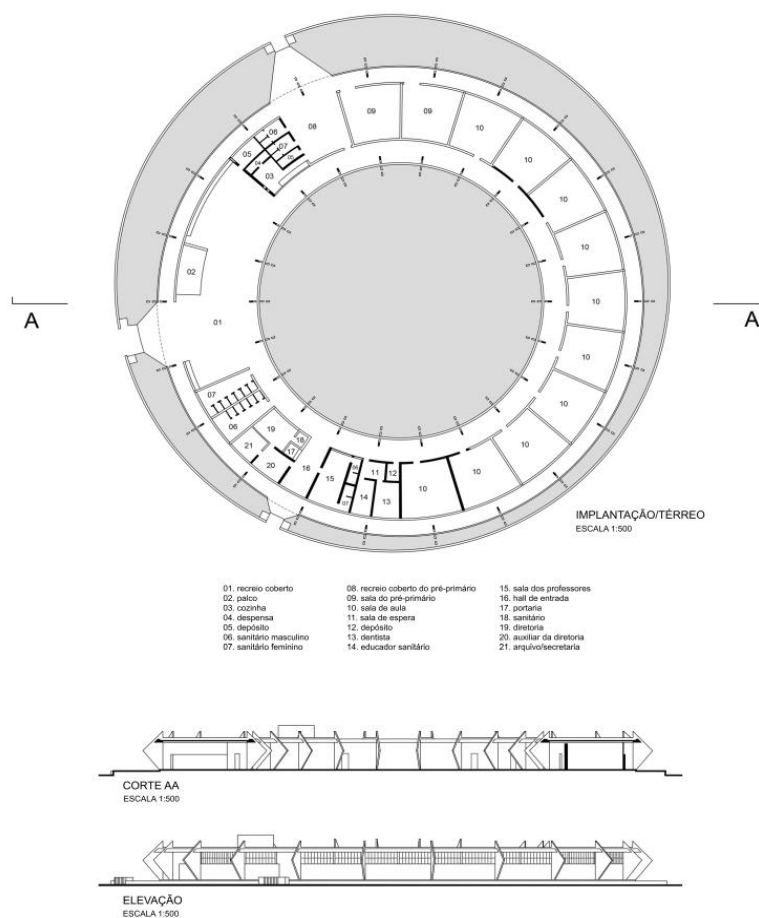 09
09
10
08
06
10
05
07
04
05
03
10
10
02
10
A
01
10
A
10
07
10
06
19
18
10
21
17
20
16
15
05
11
12
10
10
07
14
13
IMPLANTAÇÃO/TÉRREO
ESCALA 1:500
01. recreio coberto
02. palco
03. cozinha
04. despensa
05. depósito
06. sanitário masculino
07. sanitário feminino
08. recreio coberto do pré-primário
09. sala do pré-primário
10. sala de aula
11. sala de espera
12. depósito
13. dentista
14. educador sanitário
15. sala dos professores
16. hall de entrada
17. portaria
18. sanitário
19. diretoria
20. auxiliar da diretoria
21. arquivo/secretaria
CORTE AA
ESCALA 1:500
ELEVAÇÃO
ESCALA 1:500